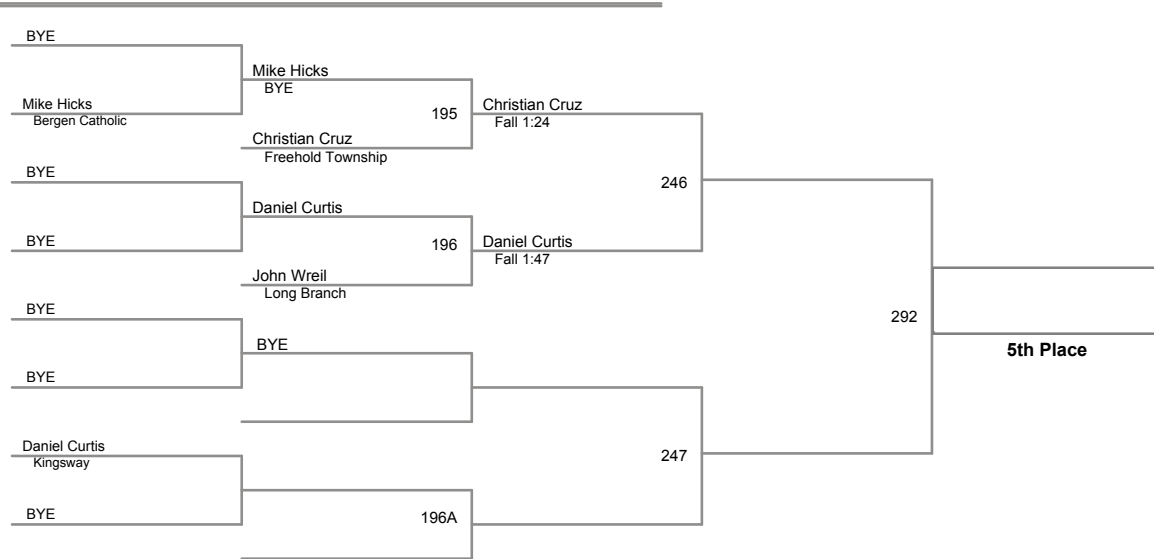 BYE
Mike Hicks
BYE
Mike Hicks
Bergen Catholic
195
Christian Cruz
Fall 1:24
Christian Cruz
Freehold Township
BYE
246
Daniel Curtis
BYE
196
Daniel Curtis
Fall 1:47
John Wreil
Long Branch
BYE
292
BYE
5th Place
BYE
Daniel Curtis
Kingsway
247
BYE
196A